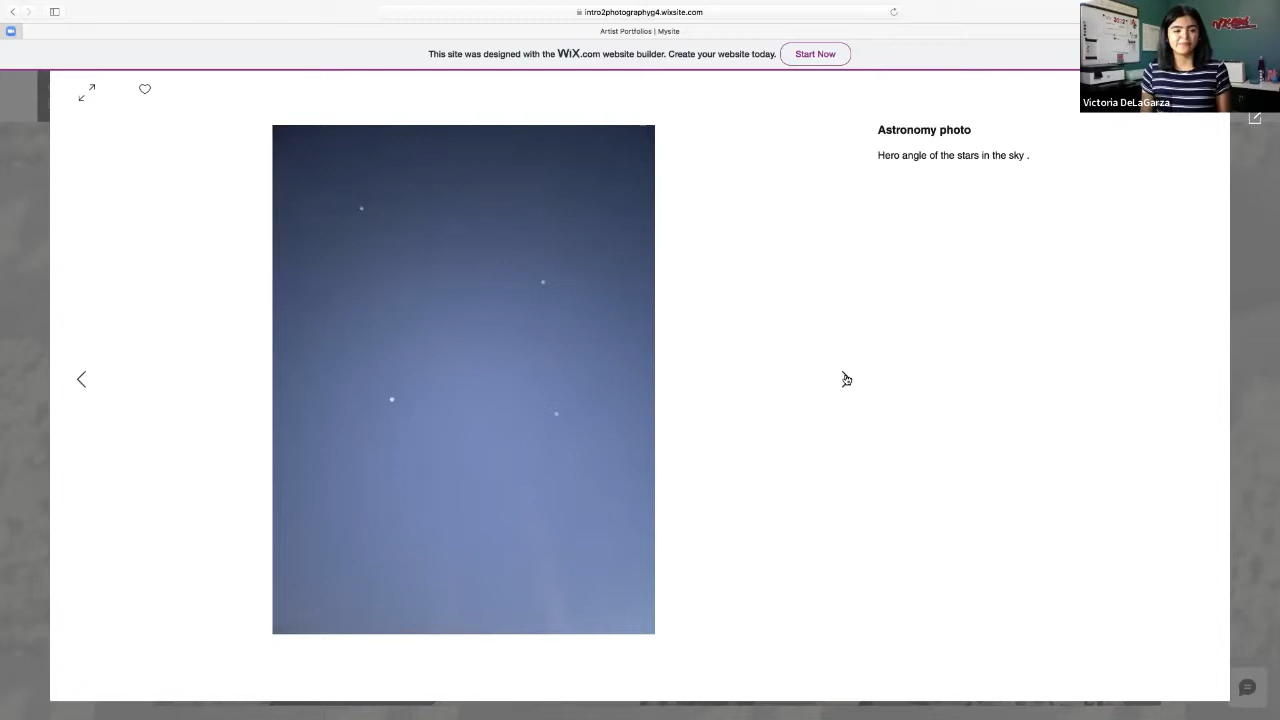 intro2photographyg4.wixsite.com
Artist Portfolios | Mysite
This site was designed with the WiX.com website builder. Create your website today. Start Now
Victoria DeLaGarza
Astronomy photo
Hero angle of the stars in the sky .